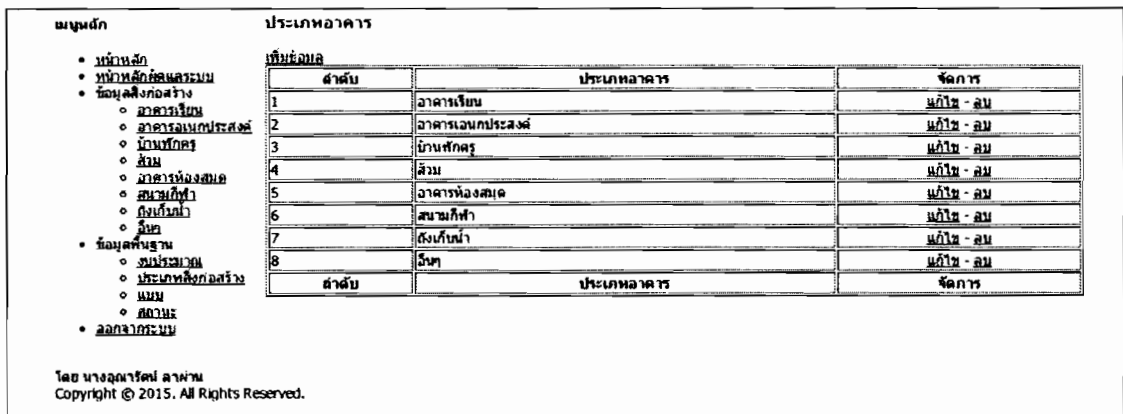 เมนูหลัก
หน้าหลัก
หน้าหลักผู้ดูแลระบบ
ข้อมูลสิ่งก่อสร้าง
อาคารเรียน
อาคารอเนกประสงค์
บ้านพักครู
ส้วม
อาคารห้องสมุด
สนามกีฬา
ถังเก็บน้ำ
อื่นๆ
ข้อมูลพื้นฐาน
งบประมาณ
ประเภทสิ่งก่อสร้าง
แบบ
สถานะ
ออกจากระบบ
ประเภทอาคาร
เพิ่มข้อมูล
ลำดับ ประเภทอาคาร จัดการ
1 อาคารเรียน แก้ไข - ลบ
2 อาคารเอนกประสงค์ แก้ไข - ลบ
3 บ้านพักครู แก้ไข - ลบ
4 ส้วม แก้ไข - ลบ
5 อาคารห้องสมุด แก้ไข - ลบ
6 สนามกีฬา แก้ไข - ลบ
7 ถังเก็บน้ำ แก้ไข - ลบ
8 อื่นๆ แก้ไข - ลบ
ลำดับ ประเภทอาคาร จัดการ
โดย นางอุณารัตน์ ลาผ่าน
Copyright © 2015. All Rights Reserved.